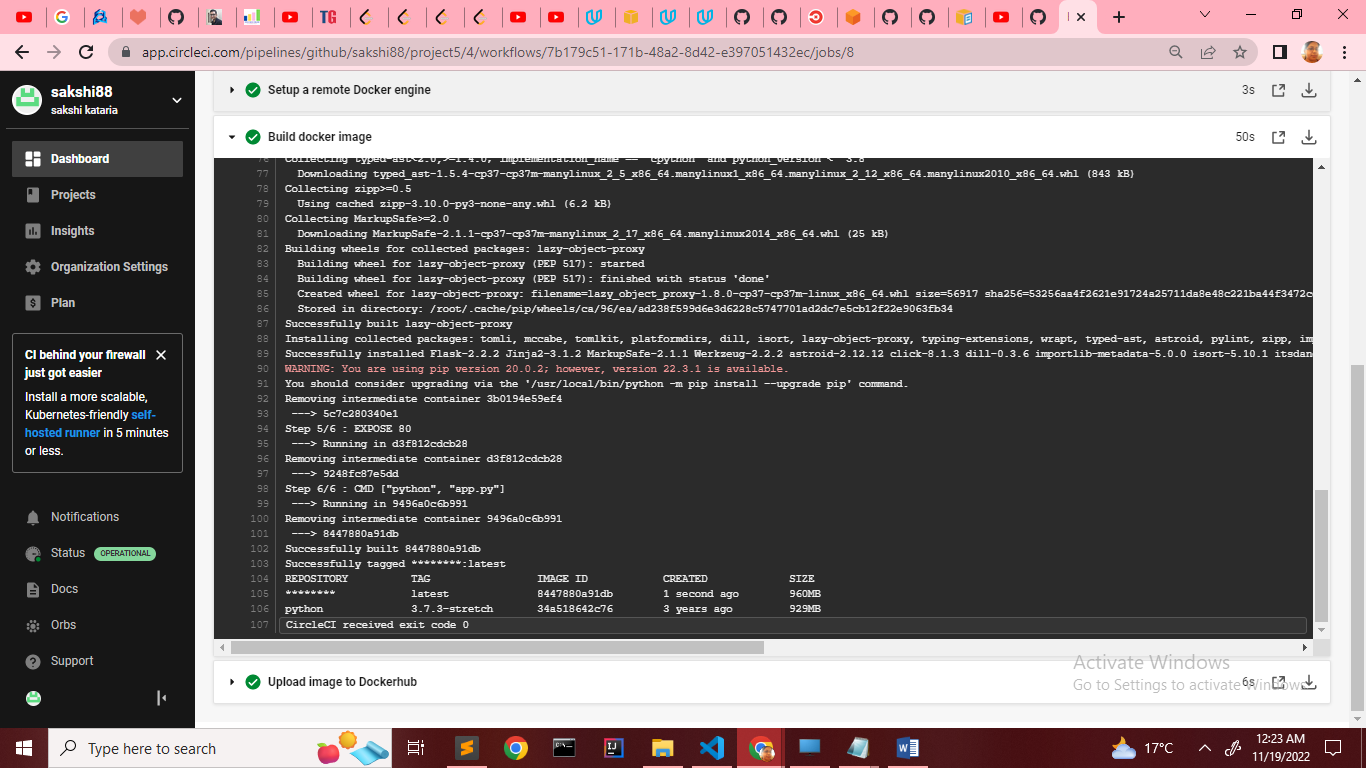 app.circleci.com/pipelines/github/sakshi88/project5/4/workflows/7b179c51-171b-48a2-8d42-e397051432ec/jobs/8
sakshi88
sakshi kataria
Dashboard
Projects
Insights
Organization Settings
Plan
CI behind your firewall
just got easier
Install a more scalable,
Kubernetes-friendly self-
hosted runner in 5 minutes
or less.
Notifications
Status OPERATIONAL
Docs
Orbs
Support
Setup a remote Docker engine 3s
Build docker image 50s
76 Collecting typed-ast<2.0,>=1.4.0; implementation_name == "cpython" and python_version < "3.8"
77 Downloading typed_ast-1.5.4-cp37-cp37m-manylinux_2_5_x86_64.manylinux1_x86_64.manylinux_2_12_x86_64.manylinux2010_x86_64.whl (843 kB)
78 Collecting zipp>=0.5
79 Using cached zipp-3.10.0-py3-none-any.whl (6.2 kB)
80 Collecting MarkupSafe>=2.0
81 Downloading MarkupSafe-2.1.1-cp37-cp37m-manylinux_2_17_x86_64.manylinux2014_x86_64.whl (25 kB)
82 Building wheels for collected packages: lazy-object-proxy
83 Building wheel for lazy-object-proxy (PEP 517): started
84 Building wheel for lazy-object-proxy (PEP 517): finished with status 'done'
85 Created wheel for lazy-object-proxy: filename=lazy_object_proxy-1.8.0-cp37-cp37m-linux_x86_64.whl size=56917 sha256=53256aa4f2621e91724a25711da8e48c221ba44f3472c
86 Stored in directory: /root/.cache/pip/wheels/ca/96/ea/ad238f599d6e3d6228c5747701ad2dc7e5cb12f22e9063fb34
87 Successfully built lazy-object-proxy
88 Installing collected packages: tomli, mccabe, tomlkit, platformdirs, dill, isort, lazy-object-proxy, typing-extensions, wrapt, typed-ast, astroid, pylint, zipp, im
89 Successfully installed Flask-2.2.2 Jinja2-3.1.2 MarkupSafe-2.1.1 Werkzeug-2.2.2 astroid-2.12.12 click-8.1.3 dill-0.3.6 importlib-metadata-5.0.0 isort-5.10.1 itsdan
90 WARNING: You are using pip version 20.0.2; however, version 22.3.1 is available.
91 You should consider upgrading via the '/usr/local/bin/python -m pip install --upgrade pip' command.
92 Removing intermediate container 3b0194e59ef4
93 ---> 5c7c280340e1
94 Step 5/6 : EXPOSE 80
95 ---> Running in d3f812cdcb28
96 Removing intermediate container d3f812cdcb28
97 ---> 9248fc87e5dd
98 Step 6/6 : CMD ["python", "app.py"]
99 ---> Running in 9496a0c6b991
100 Removing intermediate container 9496a0c6b991
101 ---> 8447880a91db
102 Successfully built 8447880a91db
103 Successfully tagged ********:latest
104 REPOSITORY TAG IMAGE ID CREATED SIZE
105 ******** latest 8447880a91db 1 second ago 960MB
106 python 3.7.3-stretch 34a518642c76 3 years ago 929MB
107 CircleCI received exit code 0
Upload image to Dockerhub 6s
Activate Windows
Go to Settings to activate Windows.
Type here to search
17°C
12:23 AM
11/19/2022